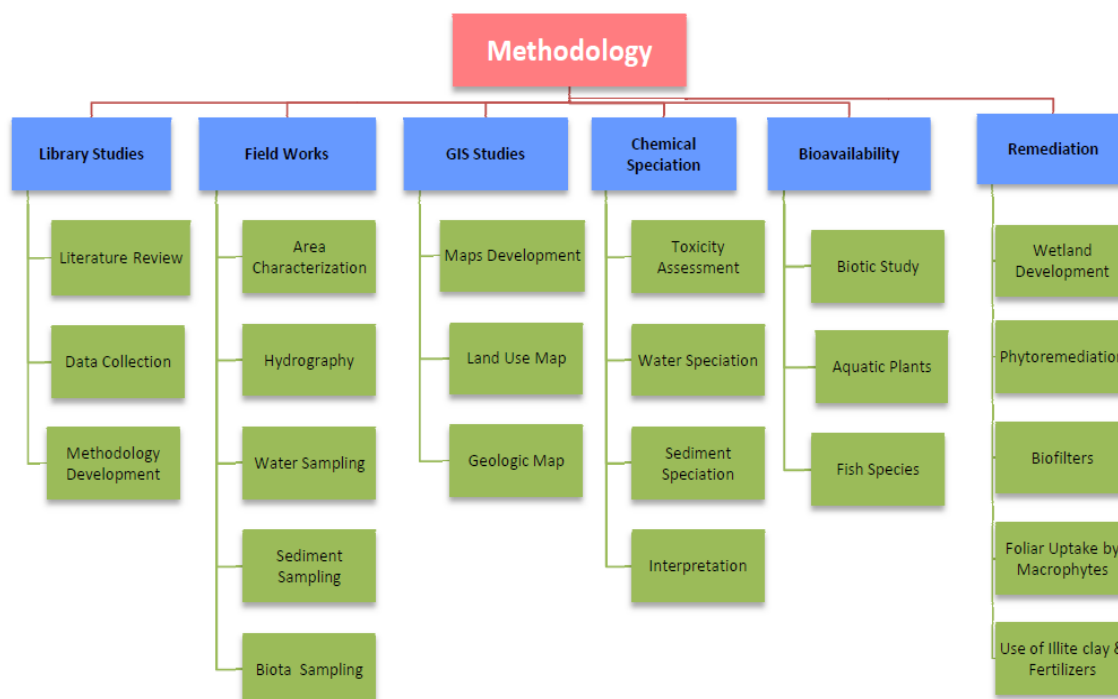 Methodology
Library Studies
Literature Review
Data Collection
Methodology
Development
Field Works
Area
Characterization
Hydrography
Water Sampling
Sediment
Sampling
Biota Sampling
GIS Studies
Maps Development
Land Use Map
Geologic Map
Chemical
Speciation
Toxicity
Assessment
Water Speciation
Sediment
Speciation
Interpretation
Bioavailability
Biotic Study
Aquatic Plants
Fish Species
Remediation
Wetland
Development
Phytoremediation
Biofilters
Foliar Uptake by
Macrophytes
Use of Illite clay &
Fertilizers